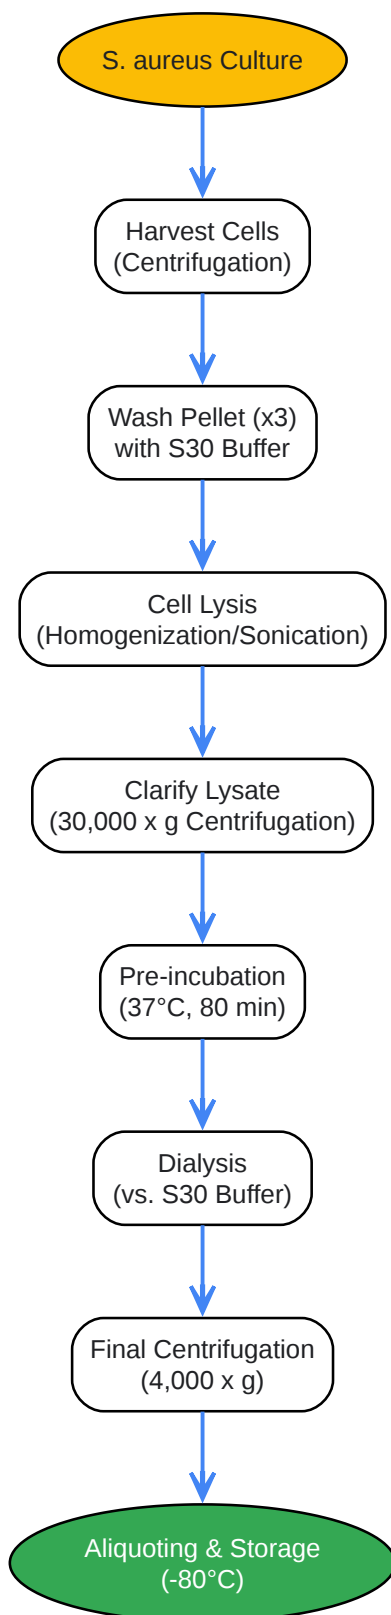 S. aureus Culture
Harvest Cells
(Centrifugation)
Wash Pellet (x3)
with S30 Buffer
Cell Lysis
(Homogenization/Sonication)
Clarify Lysate
(30,000 x g Centrifugation)
Pre-incubation
(37°C, 80 min)
Dialysis
(vs. S30 Buffer)
Final Centrifugation
(4,000 x g)
Aliquoting & Storage
(-80°C)